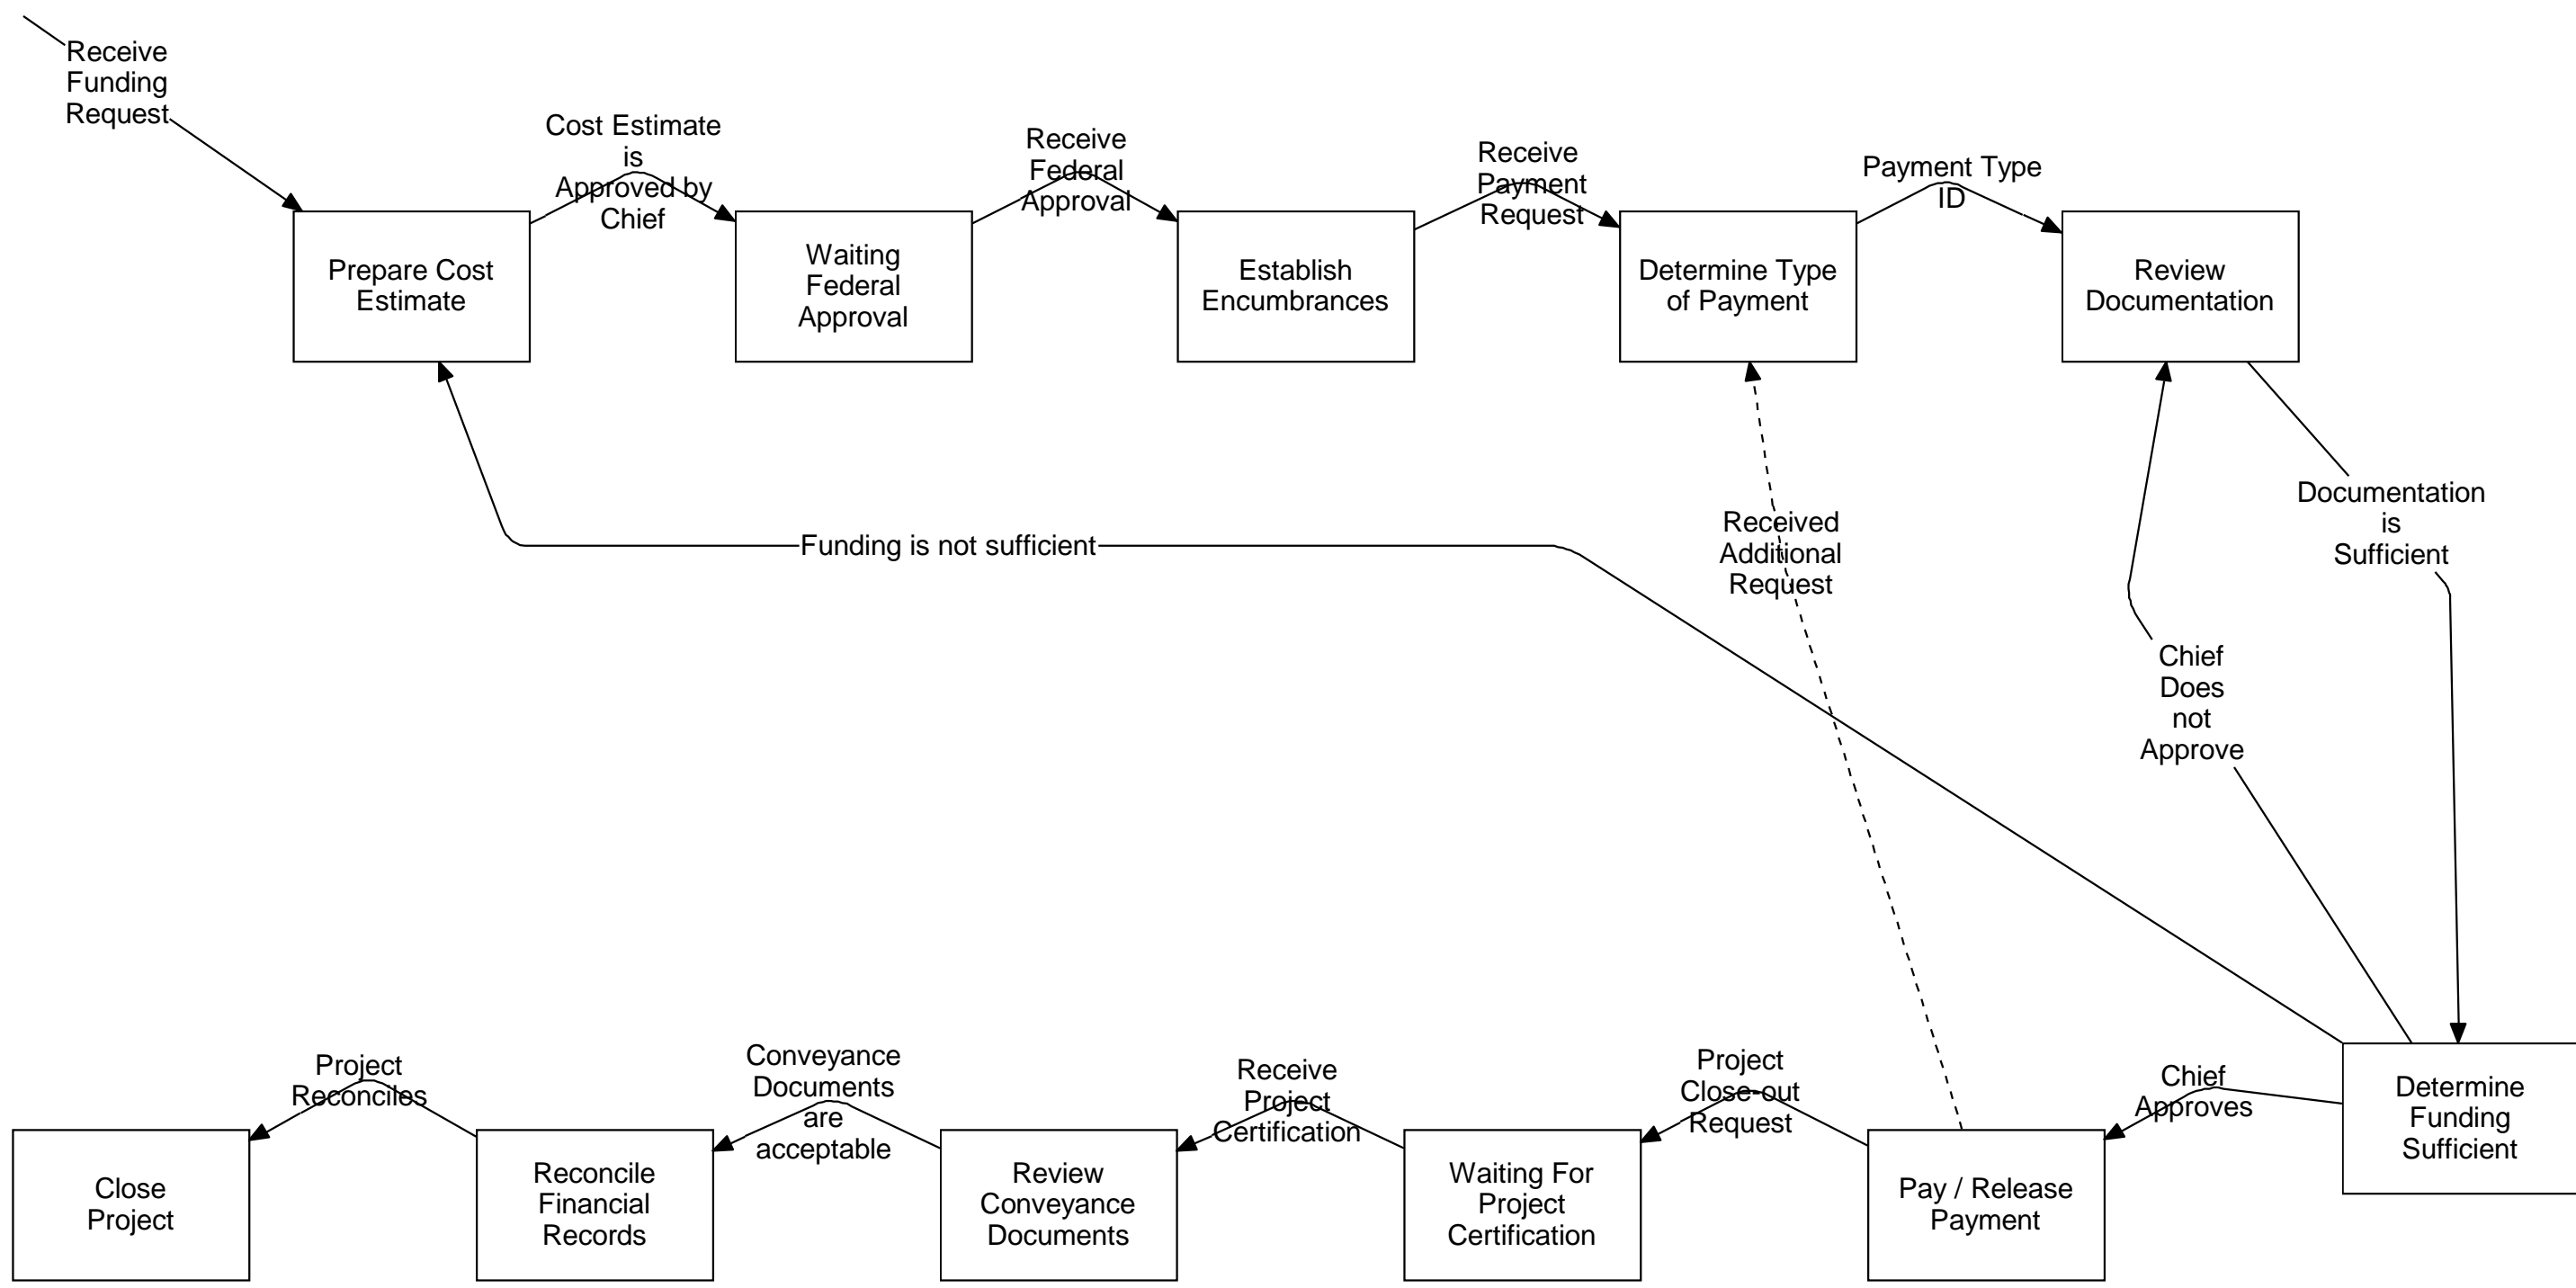 Receive
Funding
Request
Cost Estimate
is
Approved by
Chief
Receive
Federal
Approval
Receive
Payment
Request
Payment Type
ID
Prepare Cost
Estimate
Waiting
Federal
Approval
Establish
Encumbrances
Determine Type
of Payment
Review
Documentation
Funding is not sufficient
Received
Additional
Request
Documentation
is
Sufficient
Chief
Does
not
Approve
Project
Reconciles
Conveyance
Documents
are
acceptable
Receive
Project
Certification
Project
Close-out
Request
Chief
Approves
Determine
Funding
Sufficient
Close
Project
Reconcile
Financial
Records
Review
Conveyance
Documents
Waiting For
Project
Certification
Pay / Release
Payment